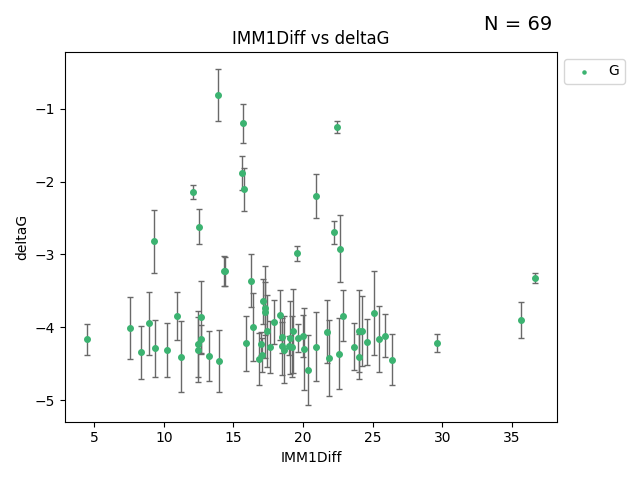 N = 69
IMM1Diff vs deltaG
G
−1
−2
−3
−4
−5
deltaG
5 10 15 20 25 30 35
IMM1Diff